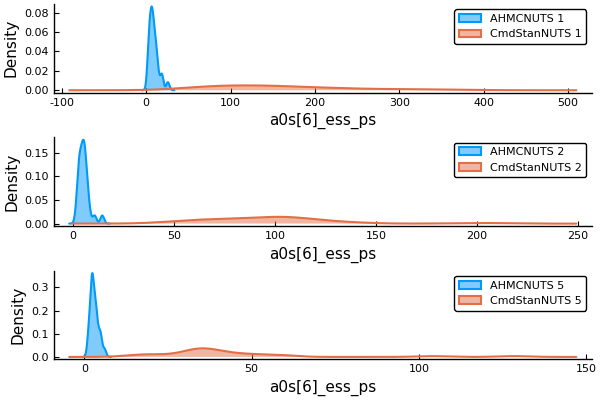 0.08
0.06
0.04
0.02
0.00
Density
AHMCNUTS 1
CmdStanNUTS 1
-100 0 100 200 300 400 500
a0s[6]_ess_ps
0.15
0.10
0.05
0.00
Density
AHMCNUTS 2
CmdStanNUTS 2
0 50 100 150 200 250
a0s[6]_ess_ps
0.3
0.2
0.1
0.0
Density
AHMCNUTS 5
CmdStanNUTS 5
0 50 100 150
a0s[6]_ess_ps